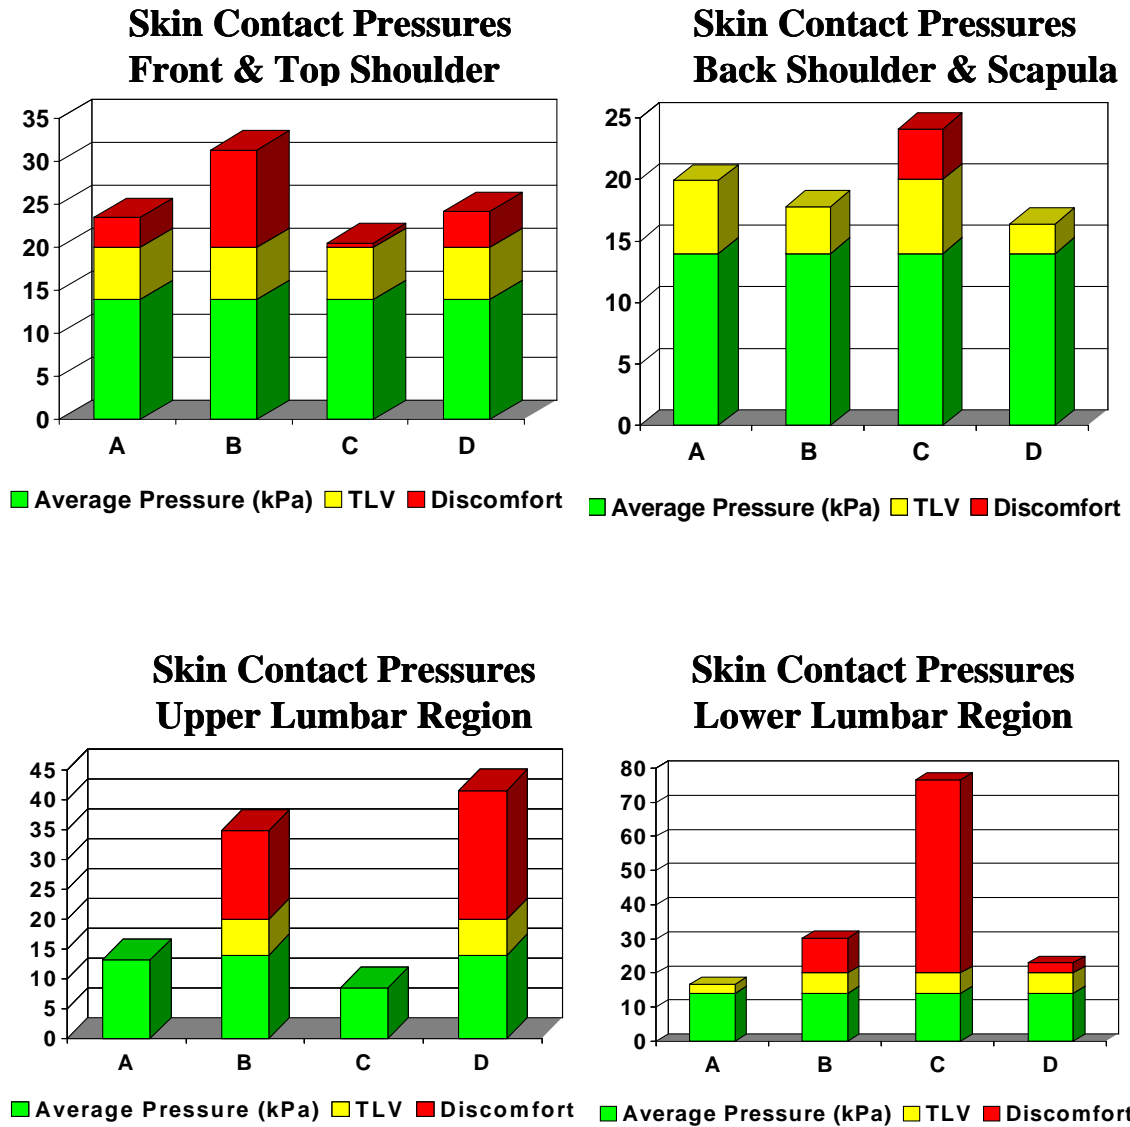 Skin Contact Pressures
Front & Top Shoulder
35
30
25
20
15
10
5
0
A B C D
Average Pressure (kPa) TLV Discomfort
Skin Contact Pressures
Back Shoulder & Scapula
25
20
15
10
5
0
A B C D
Average Pressure (kPa) TLV Discomfort
Skin Contact Pressures
Upper Lumbar Region
45
40
35
30
25
20
15
10
5
0
A B C D
Average Pressure (kPa) TLV Discomfort
Skin Contact Pressures
Lower Lumbar Region
80
70
60
50
40
30
20
10
0
A B C D
Average Pressure (kPa) TLV Discomfort